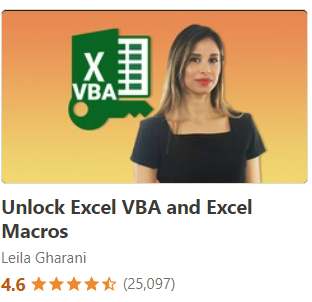 X
VBA
Unlock Excel VBA and Excel
Macros
Leila Gharani
4.6 (25,097)